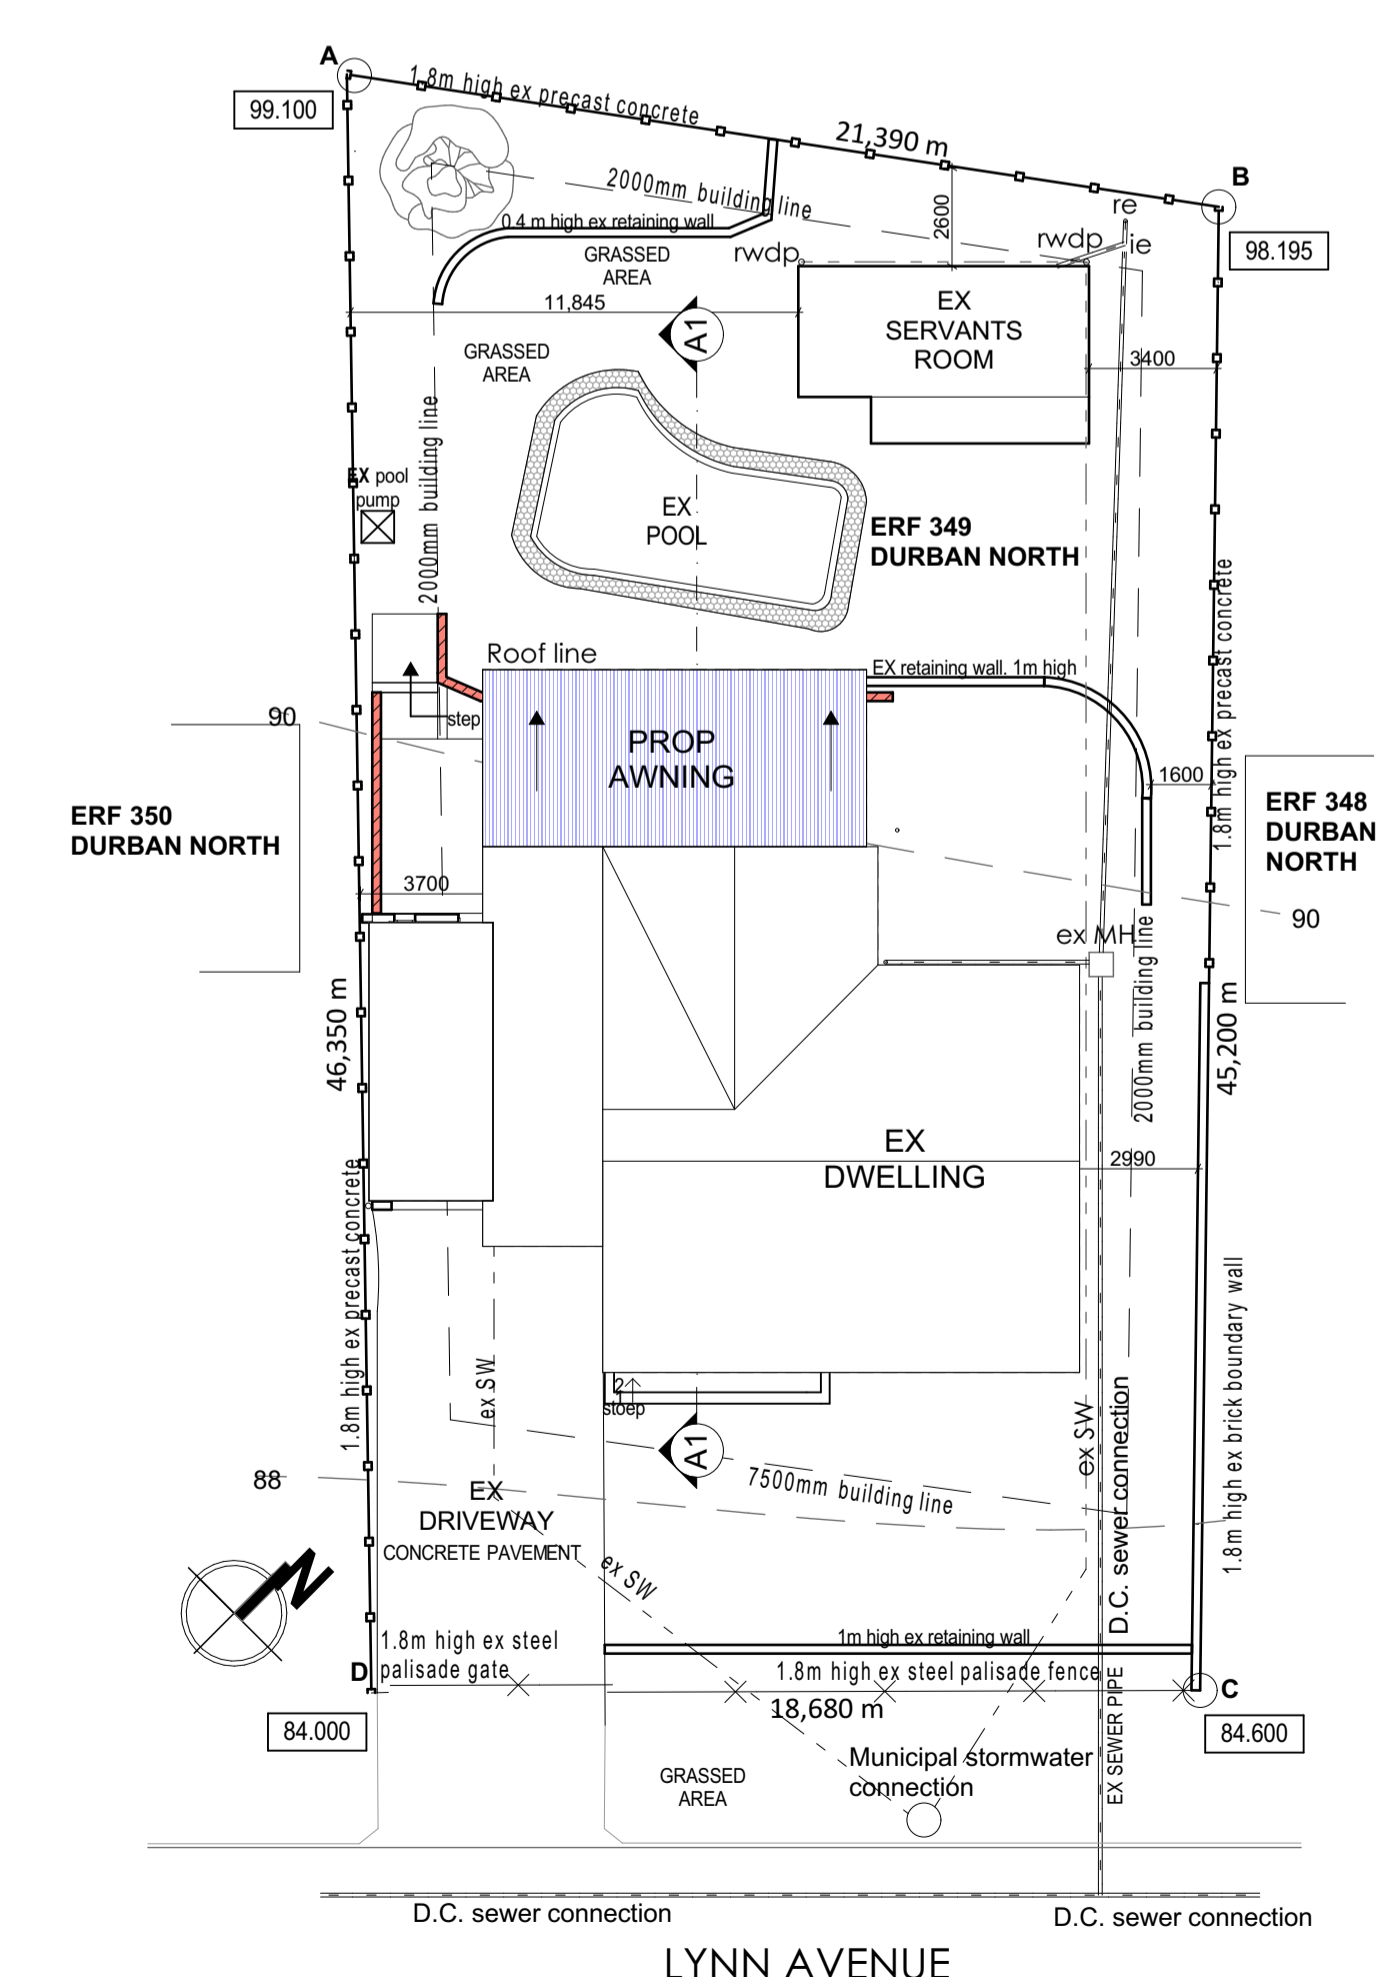 A
99.100
1.8m high ex precast concrete
21,390 m
B
98.195
2000mm building line
0.4 m high ex retaining wall
GRASSED
AREA
rwdp
2600
re
rwdp
ie
11,845
A1
EX
SERVANTS
ROOM
3400
GRASSED
AREA
2000mm building line
EX pool
pump
EX
POOL
ERF 349
DURBAN NORTH
1.8m high ex precast concrete
Roof line
EX retaining wall. 1m high
step
90
PROP
AWNING
1600
ERF 350
DURBAN NORTH
ERF 348
DURBAN
NORTH
3700
90
ex MH
2000mm building line
46,350 m
45,200 m
EX
DWELLING
2990
1.8m high ex precast concrete
1.8m high ex brick boundary wall
ex SW
2
1
stoep
A1
ex SW
D.C. sewer connection
7500mm building line
88
EX
DRIVEWAY
CONCRETE PAVEMENT
ex SW
N
1.8m high ex steel
palisade gate
1m high ex retaining wall
1.8m high ex steel palisade fence
D
C
18,680 m
84.000
84.600
EX SEWER PIPE
Municipal stormwater
connection
GRASSED
AREA
D.C. sewer connection
D.C. sewer connection
LYNN AVENUE